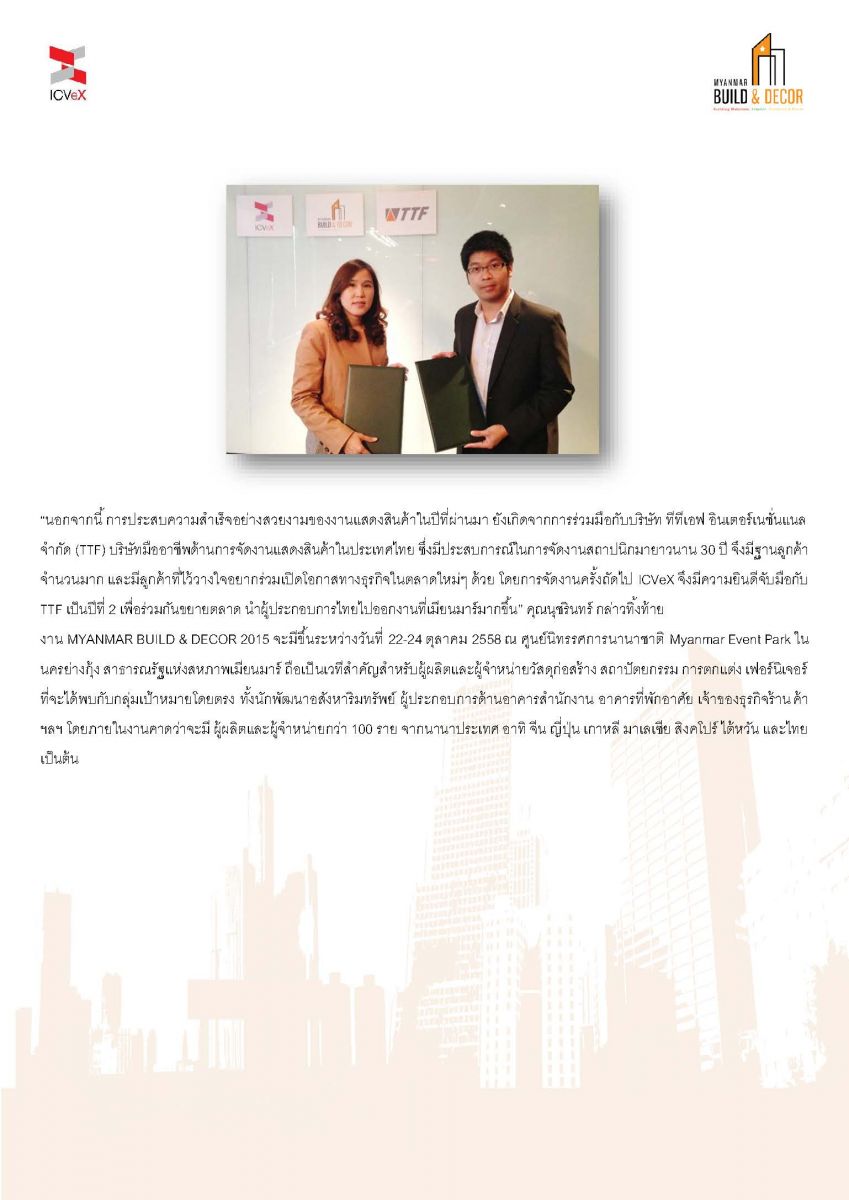 ICVeX
MYANMAR
BUILD & DECOR
ICVeX
MYANMAR
BUILD & DECOR
TTF
"นอกจากนี้ การประสบความสำเร็จอย่างสวยงามของงานแสดงสินค้าในปีที่ผ่านมา ยังเกิดจากการร่วมมือกับบริษัท ทีทีเอฟ อินเตอร์เนชั่นแนล
จำกัด (TTF) บริษัทมืออาชีพด้านการจัดงานแสดงสินค้าในประเทศไทย ซึ่งมีประสบการณ์ในการจัดงานสถาปนิกมายาวนาน 30 ปี จึงมีฐานลูกค้า
จำนวนมาก และมีลูกค้าที่ไว้วางใจอยากร่วมเปิดโอกาสทางธุรกิจในตลาดใหม่ๆ ด้วย โดยการจัดงานครั้งถัดไป ICVeX จึงมีความยินดีจับมือกับ
TTF เป็นปีที่ 2 เพื่อร่วมกันขยายตลาด นำผู้ประกอบการไทยไปออกงานที่เมียนมาร์มากขึ้น" คุณนุชรินทร์ กล่าวทิ้งท้าย
งาน MYANMAR BUILD & DECOR 2015 จะมีขึ้นระหว่างวันที่ 22-24 ตุลาคม 2558 ณ ศูนย์นิทรรศการนานาชาติ Myanmar Event Park ใน
นครย่างกุ้ง สาธารณรัฐแห่งสหภาพเมียนมาร์ ถือเป็นเวทีสำคัญสำหรับผู้ผลิตและผู้จำหน่ายวัสดุก่อสร้าง สถาปัตยกรรม การตกแต่ง เฟอร์นิเจอร์
ที่จะได้พบกับกลุ่มเป้าหมายโดยตรง ทั้งนักพัฒนาอสังหาริมทรัพย์ ผู้ประกอบการด้านอาคารสำนักงาน อาคารที่พักอาศัย เจ้าของธุรกิจร้านค้า
ฯลฯ โดยภายในงานคาดว่าจะมี ผู้ผลิตและผู้จำหน่ายกว่า 100 ราย จากนานาประเทศ อาทิ จีน ญี่ปุ่น เกาหลี มาเลเซีย สิงคโปร์ ไต้หวัน และไทย
เป็นต้น